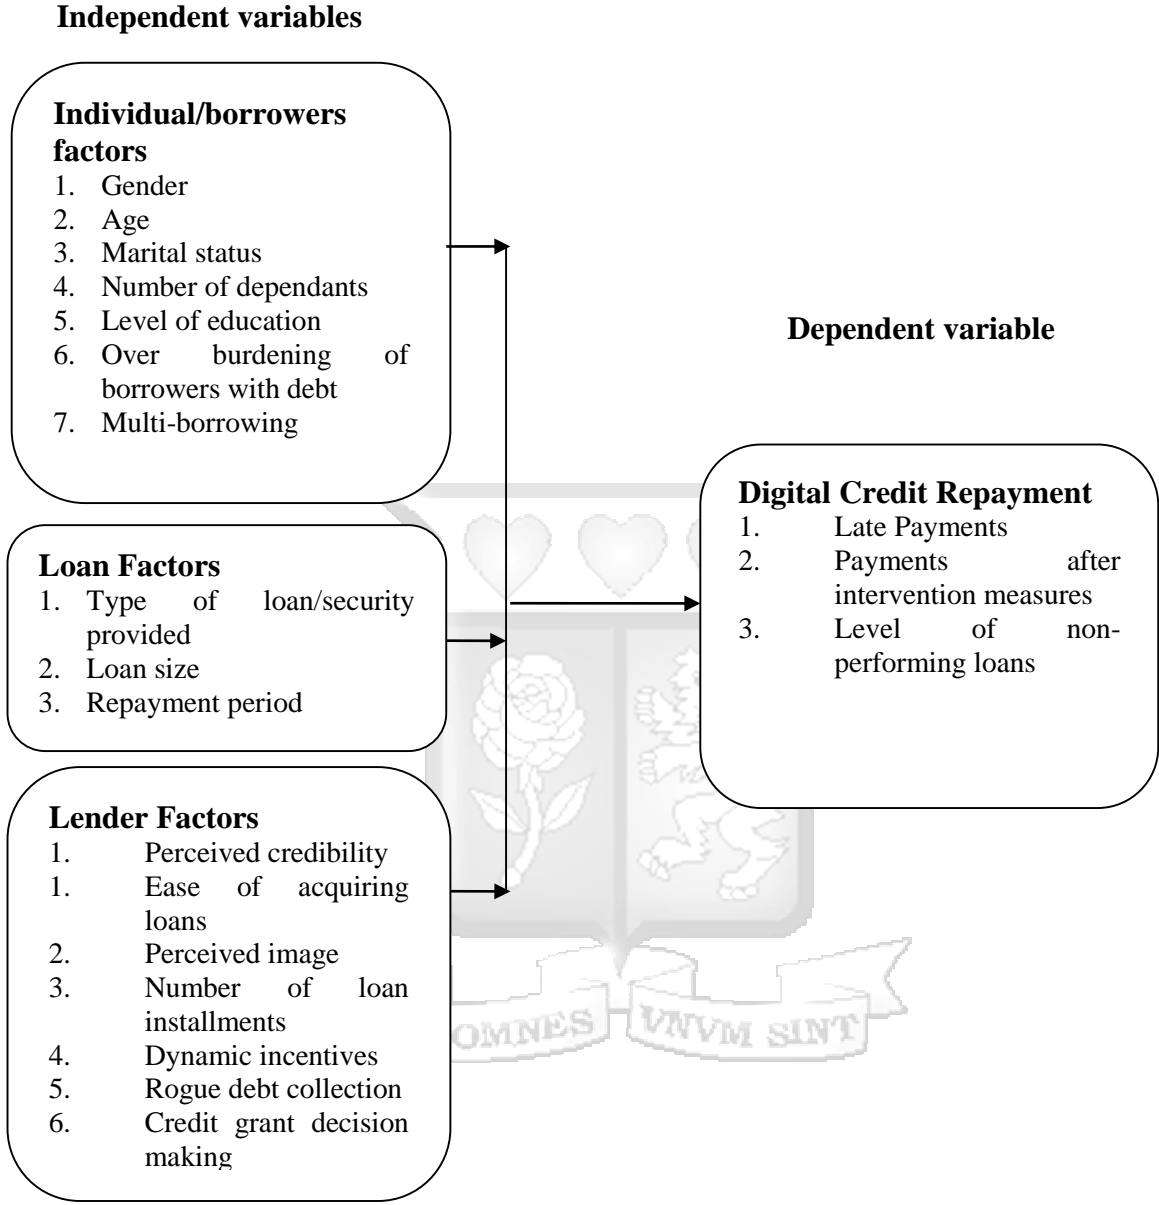 Independent variables
Individual/borrowers
factors
1. Gender
2. Age
3. Marital status
4. Number of dependants
5. Level of education
6. Over burdening of
borrowers with debt
7. Multi-borrowing
Loan Factors
1. Type of loan/security
provided
2. Loan size
3. Repayment period
Lender Factors
1. Perceived credibility
1. Ease of acquiring
loans
2. Perceived image
3. Number of loan
installments
4. Dynamic incentives
5. Rogue debt collection
6. Credit grant decision
making
Dependent variable
Digital Credit Repayment
1. Late Payments
2. Payments after
intervention measures
3. Level of non-
performing loans
OMNES VNVM SINT